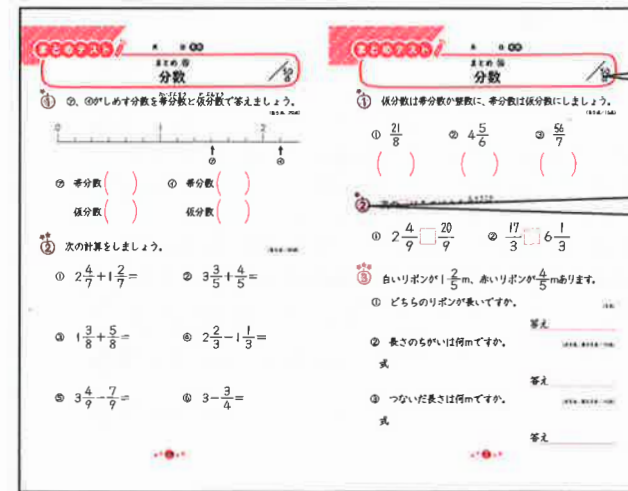 まとめテスト
月 日
まとめ
分数
50
点
① ㋐、㋑がしめす分数を帯分数と仮分数で答えましょう。
0 1 2
㋐ ㋑
㋐ 帯分数( ) ㋑ 帯分数( )
仮分数( ) 仮分数( )
② 次の計算をしましょう。
① 2 4/7 + 1 2/7 = ② 3 3/5 + 4/5 =
③ 1 3/8 + 5/8 = ④ 2 2/3 − 1 1/3 =
⑤ 3 4/9 − 7/9 = ⑥ 3 − 3/4 =
まとめテスト
月 日
まとめ
分数
50
点
① 仮分数は帯分数か整数に、帯分数は仮分数にしましょう。
① 21/8 ② 4 5/6 ③ 56/7
( ) ( ) ( )
②
① 2 4/9 □ 20/9 ② 17/3 □ 6 1/3
③ 白いリボンが1 2/5 m、赤いリボンが4/5 mあります。
① どちらのリボンが長いですか。
答え
② 長さのちがいは何mですか。
式
答え
③ つないだ長さは何mですか。
式
答え